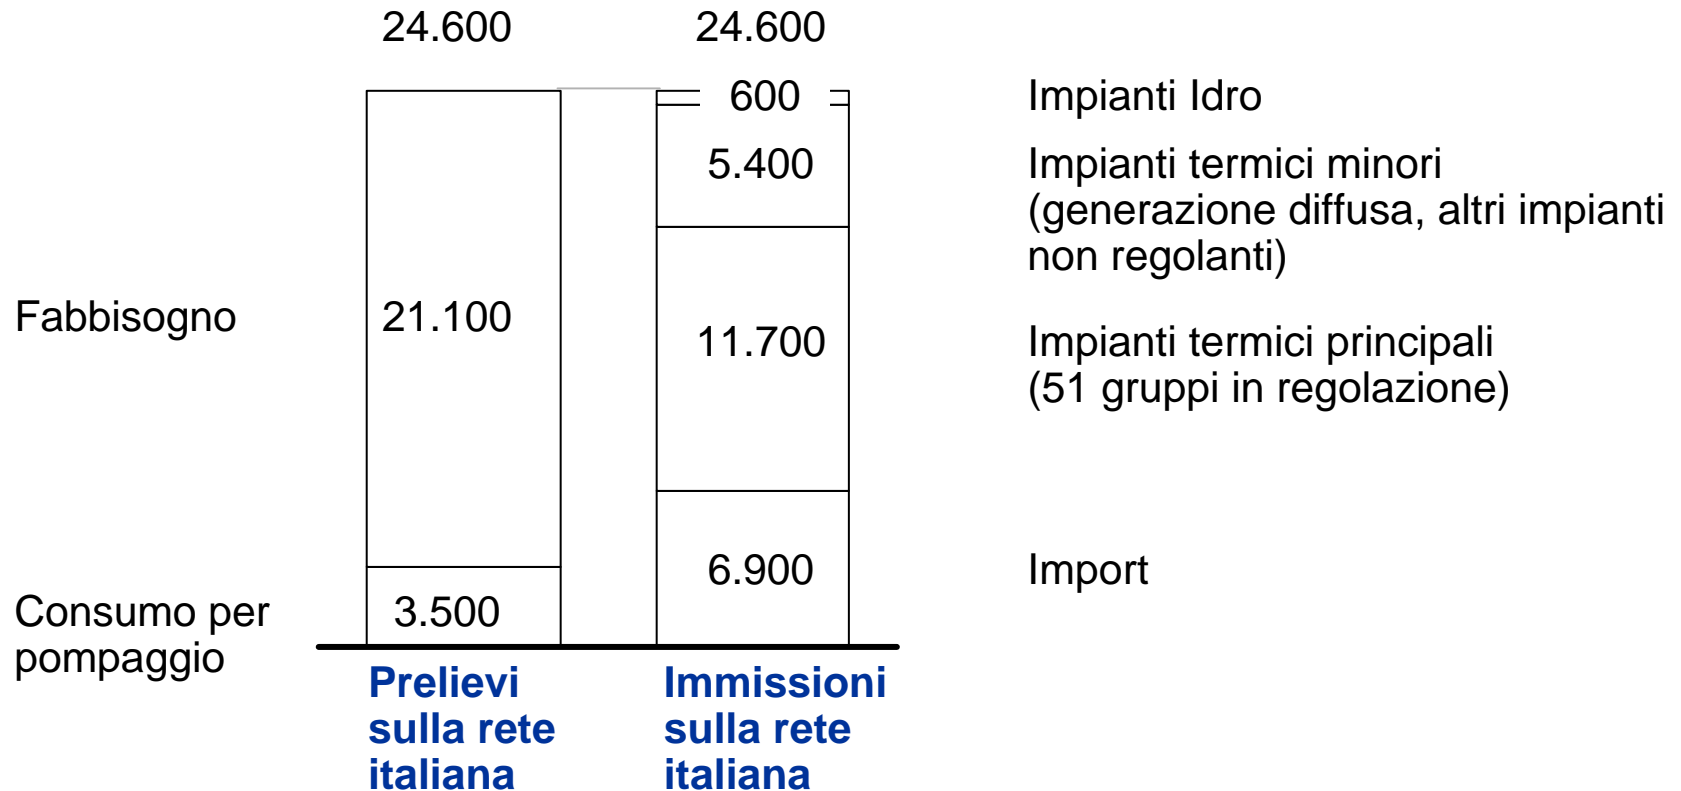 24.600
24.600
600
Impianti Idro
5.400
Impianti termici minori
(generazione diffusa, altri impianti
non regolanti)
Fabbisogno
21.100
11.700
Impianti termici principali
(51 gruppi in regolazione)
6.900
Import
Consumo per
pompaggio
3.500
Prelievi
sulla rete
italiana
Immissioni
sulla rete
italiana